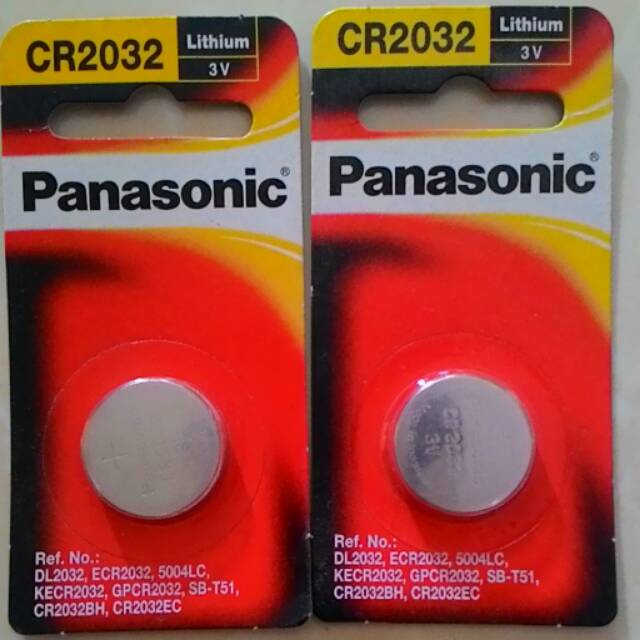 CR2032
Lithium
3V
Panasonic®
Ref. No.:
DL2032, ECR2032, 5004LC,
KECR2032, GPCR2032, SB-T51,
CR2032BH, CR2032EC
CR2032
Lithium
3V
Panasonic®
3V
Ref. No.:
DL2032, ECR2032, 5004LC,
KECR2032, GPCR2032, SB-T51,
CR2032BH, CR2032EC